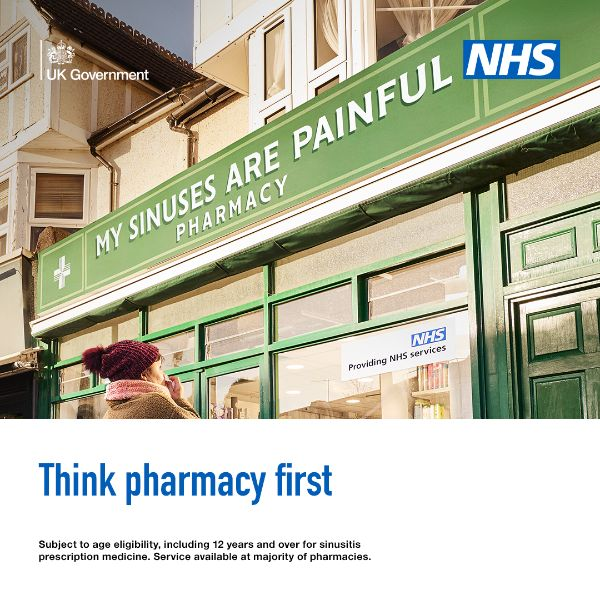 UK Government
NHS
MY SINUSES ARE PAINFUL
PHARMACY
NHS
Providing NHS services
Think pharmacy first
Subject to age eligibility, including 12 years and over for sinusitis
prescription medicine. Service available at majority of pharmacies.